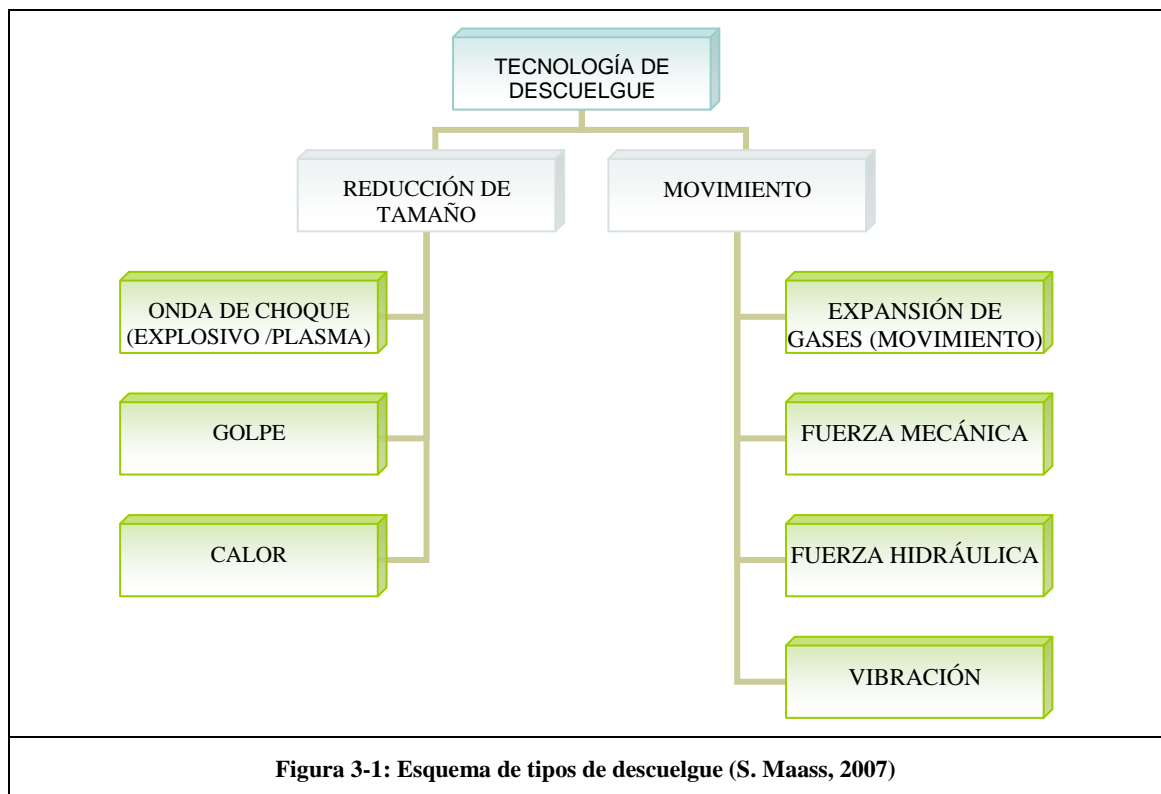 TECNOLOGÍA DE
DESCUELGUE
REDUCCIÓN DE
TAMAÑO
MOVIMIENTO
ONDA DE CHOQUE
(EXPLOSIVO /PLASMA)
GOLPE
CALOR
EXPANSIÓN DE
GASES (MOVIMIENTO)
FUERZA MECÁNICA
FUERZA HIDRÁULICA
VIBRACIÓN
Figura 3-1: Esquema de tipos de descuelgue (S. Maass, 2007)